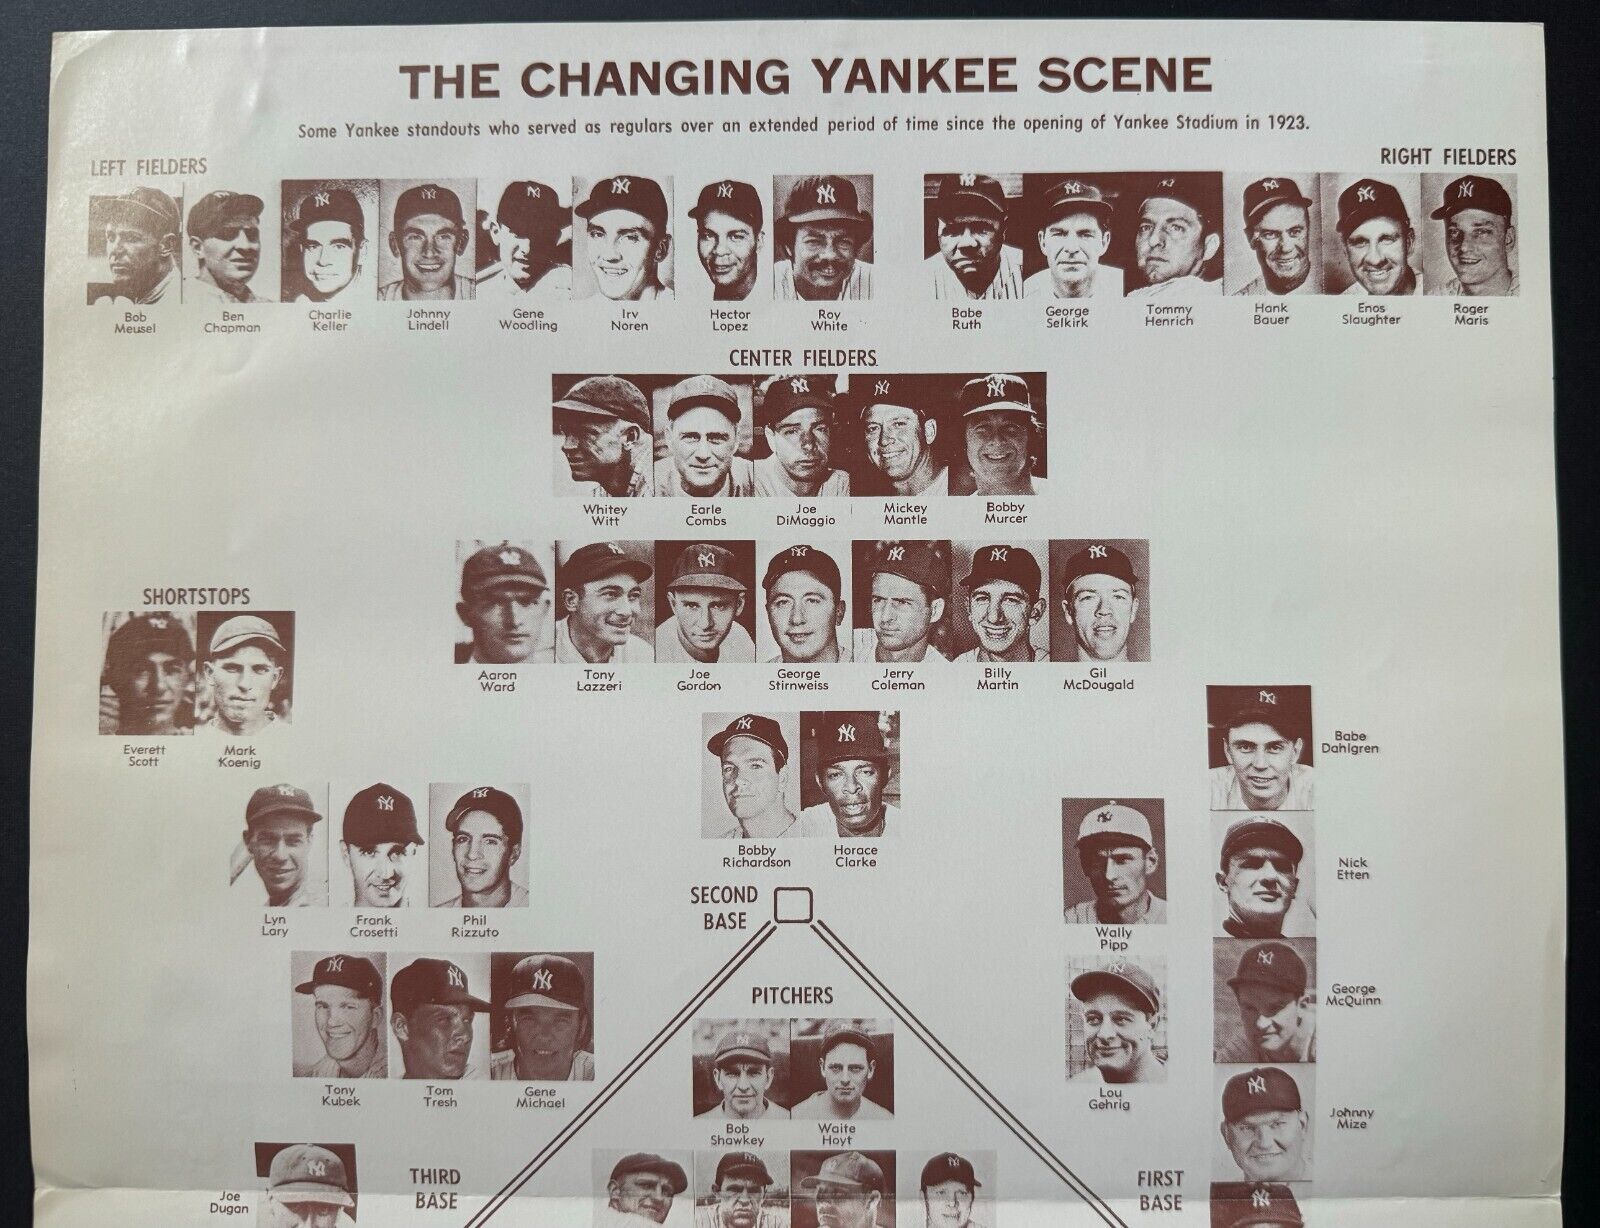 THE CHANGING YANKEE SCENE
Some Yankee standouts who served as regulars over an extended period of time since the opening of Yankee Stadium in 1923.
LEFT FIELDERS
RIGHT FIELDERS
Bob
Meusel
Ben
Chapman
Charlie
Keller
Johnny
Lindell
Gene
Woodling
Irv
Noren
Hector
Lopez
Roy
White
Babe
Ruth
George
Selkirk
Tommy
Henrich
Hank
Bauer
Enos
Slaughter
Roger
Maris
CENTER FIELDERS
Whitey
Witt
Earle
Combs
Joe
DiMaggio
Mickey
Mantle
Bobby
Murcer
SHORTSTOPS
Everett
Scott
Mark
Koenig
Aaron
Ward
Tony
Lazzeri
Joe
Gordon
George
Stirnweiss
Jerry
Coleman
Billy
Martin
Gil
McDougald
Bobby
Richardson
Horace
Clarke
SECOND
BASE
Babe
Dahlgren
Wally
Pipp
Nick
Etten
Lyn
Lary
Frank
Crosetti
Phil
Rizzuto
Tony
Kubek
Tom
Tresh
Gene
Michael
PITCHERS
Bob
Shawkey
Waite
Hoyt
George
McQuinn
Lou
Gehrig
Johnny
Mize
THIRD
BASE
Joe
Dugan
FIRST
BASE